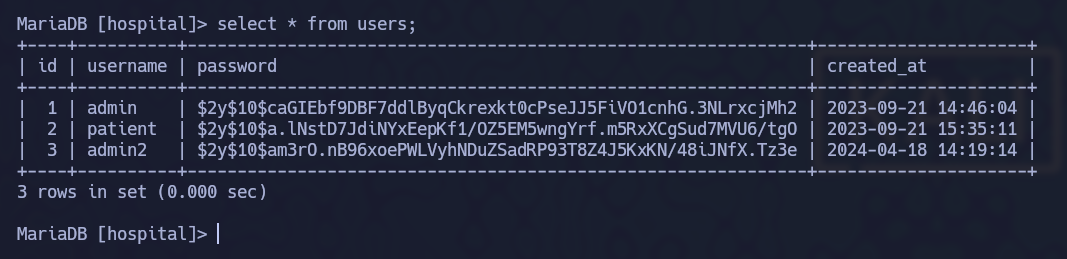 MariaDB [hospital]> select * from users;
+----+----------+--------------------------------------------------------------+---------------------+
| id | username | password                                                     | created_at          |
+----+----------+--------------------------------------------------------------+---------------------+
|  1 | admin    | $2y$10$caGIEbf9DBF7ddlByqCkrexkt0cPseJJ5FiVO1cnhG.3NLrxcjMh2 | 2023-09-21 14:46:04 |
|  2 | patient  | $2y$10$a.lNstD7JdiNYxEepKf1/OZ5EM5wngYrf.m5RxXCgSud7MVU6/tgO | 2023-09-21 15:35:11 |
|  3 | admin2   | $2y$10$am3rO.nB96xoePWLVyhNDuZSadRP93T8Z4J5KxKN/48iJNfX.Tz3e | 2024-04-18 14:19:14 |
+----+----------+--------------------------------------------------------------+---------------------+
3 rows in set (0.000 sec)
MariaDB [hospital]>